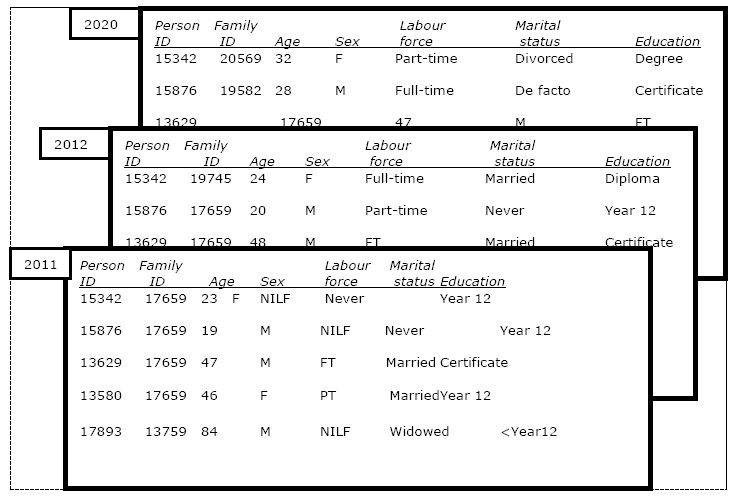 2020
Person Family Labour Marital
ID ID Age Sex force status Education
15342 20569 32 F Part-time Divorced Degree
15876 19582 28 M Full-time De facto Certificate
13629 17659 47 M FT
2012
Person Family Labour Marital
ID ID Age Sex force status Education
15342 19745 24 F Full-time Married Diploma
15876 17659 20 M Part-time Never Year 12
13629 17659 48 M FT Married Certificate
2011
Person Family Labour Marital
ID ID Age Sex force status Education
15342 17659 23 F NILF Never Year 12
15876 17659 19 M NILF Never Year 12
13629 17659 47 M FT Married Certificate
13580 17659 46 F PT MarriedYear 12
17893 13759 84 M NILF Widowed <Year12